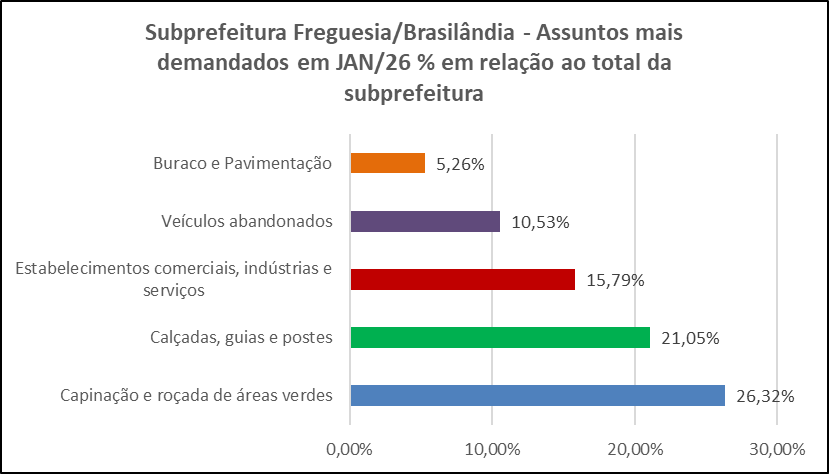 Subprefeitura Freguesia/Brasilândia - Assuntos mais
demandados em JAN/26 % em relação ao total da
subprefeitura
Buraco e Pavimentação
5,26%
Veículos abandonados
10,53%
Estabelecimentos comerciais, indústrias e
serviços
15,79%
Calçadas, guias e postes
21,05%
Capinação e roçada de áreas verdes
26,32%
0,00%
10,00%
20,00%
30,00%